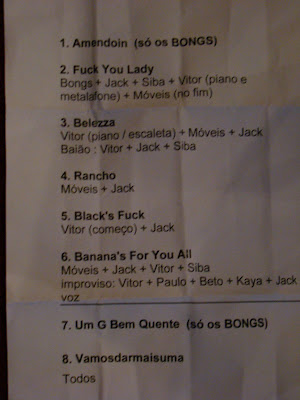 1. Amendoin (só os BONGS)
2. Fuck You Lady
Bongs + Jack + Siba + Vitor (piano e
metalafone) + Móveis (no fim)
3. Belezza
Vitor (piano / escaleta) + Móveis + Jack
Baião : Vitor + Jack + Siba
4. Rancho
Móveis + Jack
5. Black's Fuck
Vitor (começo) + Jack
6. Banana's For You All
Móveis + Jack + Vitor + Siba
improviso: Vitor + Paulo + Beto + Kaya + Jack
voz
7. Um G Bem Quente (só os BONGS)
8. Vamosdarmaisuma
Todos